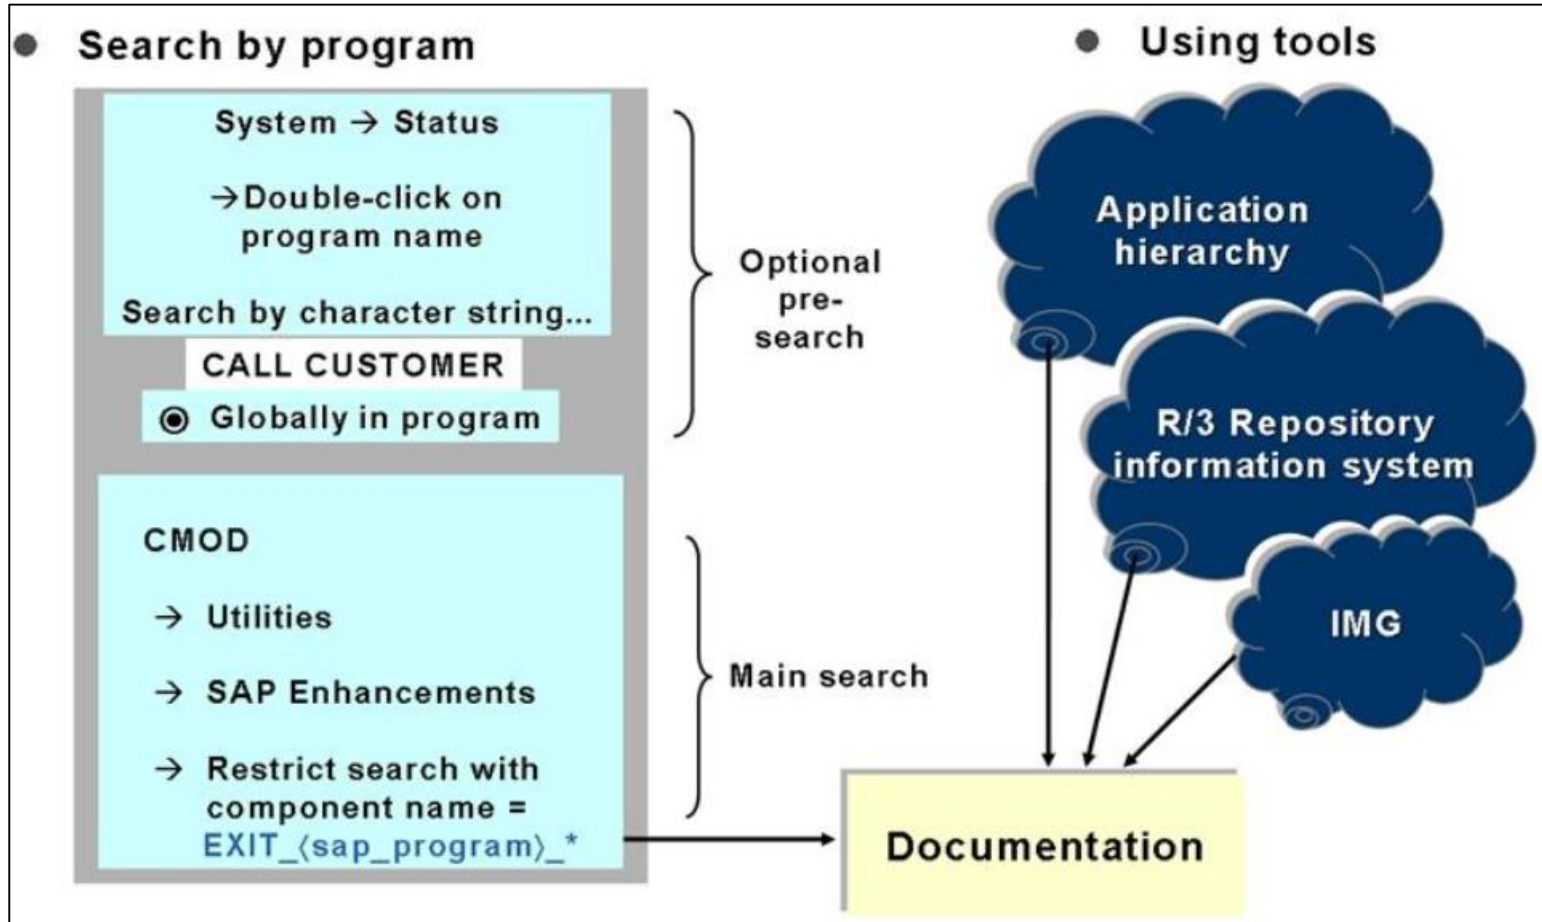 Search by program
System → Status
→Double-click on
program name
Search by character string...
CALL CUSTOMER
Globally in program
Optional
pre-
search
CMOD
→ Utilities
→ SAP Enhancements
→ Restrict search with
component name =
EXIT_⟨sap_program⟩_*
Main search
Using tools
Application
hierarchy
R/3 Repository
information system
IMG
Documentation